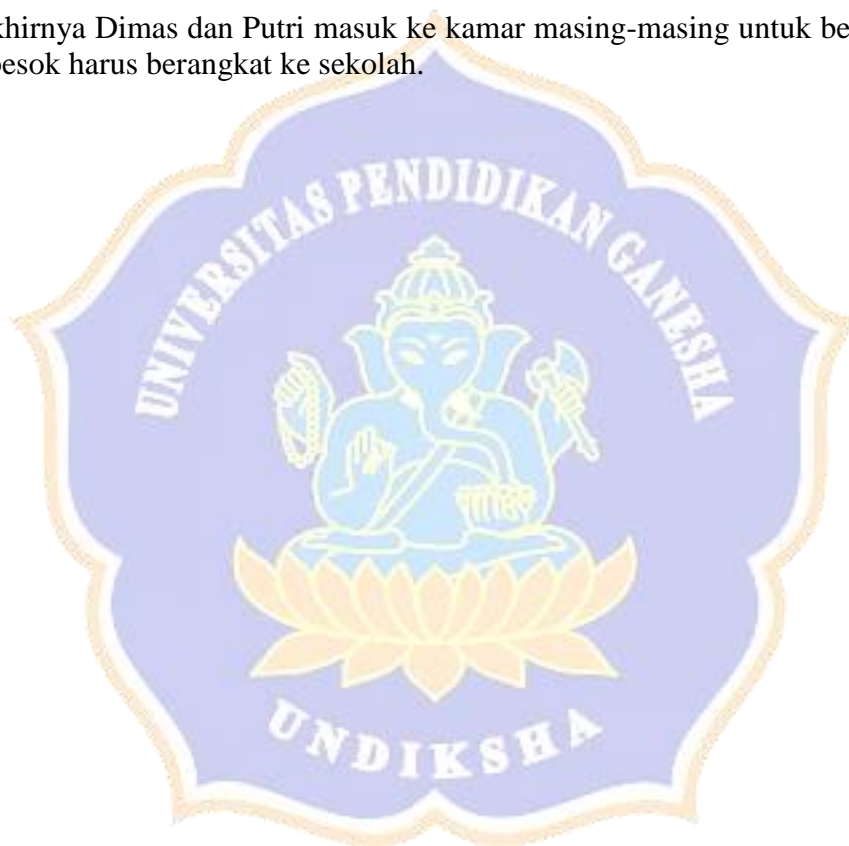 khirnya Dimas dan Putri masuk ke kamar masing-masing untuk be
besok harus berangkat ke sekolah.
UNIVERSITAS PENDIDIKAN GANESHA
UNDIKSHA